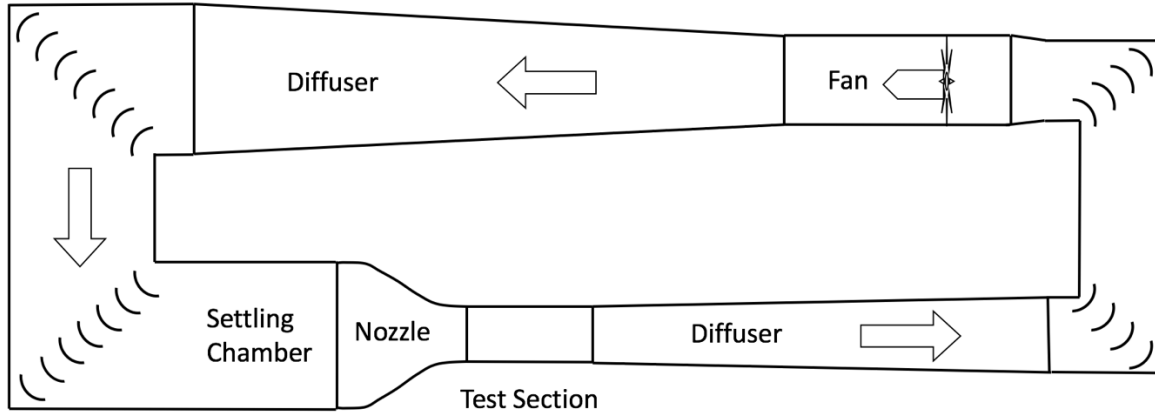 Diffuser
Fan
Settling
Chamber
Nozzle
Diffuser
Test Section